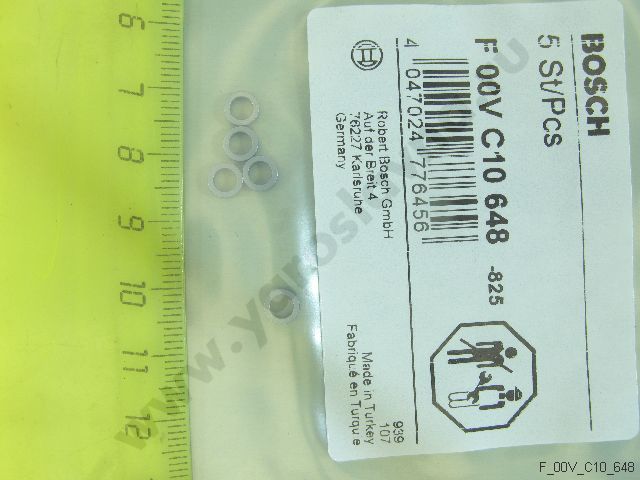 BOSCH
5 St/Pcs
F 00V C10 648 -825
4 047024 776456
Robert Bosch GmbH
Auf der Breit 4
76227 Karlsruhe
Germany
Made in Turkey
Fabriqué en Turquie
939
107
6
7
8
9
10
11
12
F_00V_C10_648